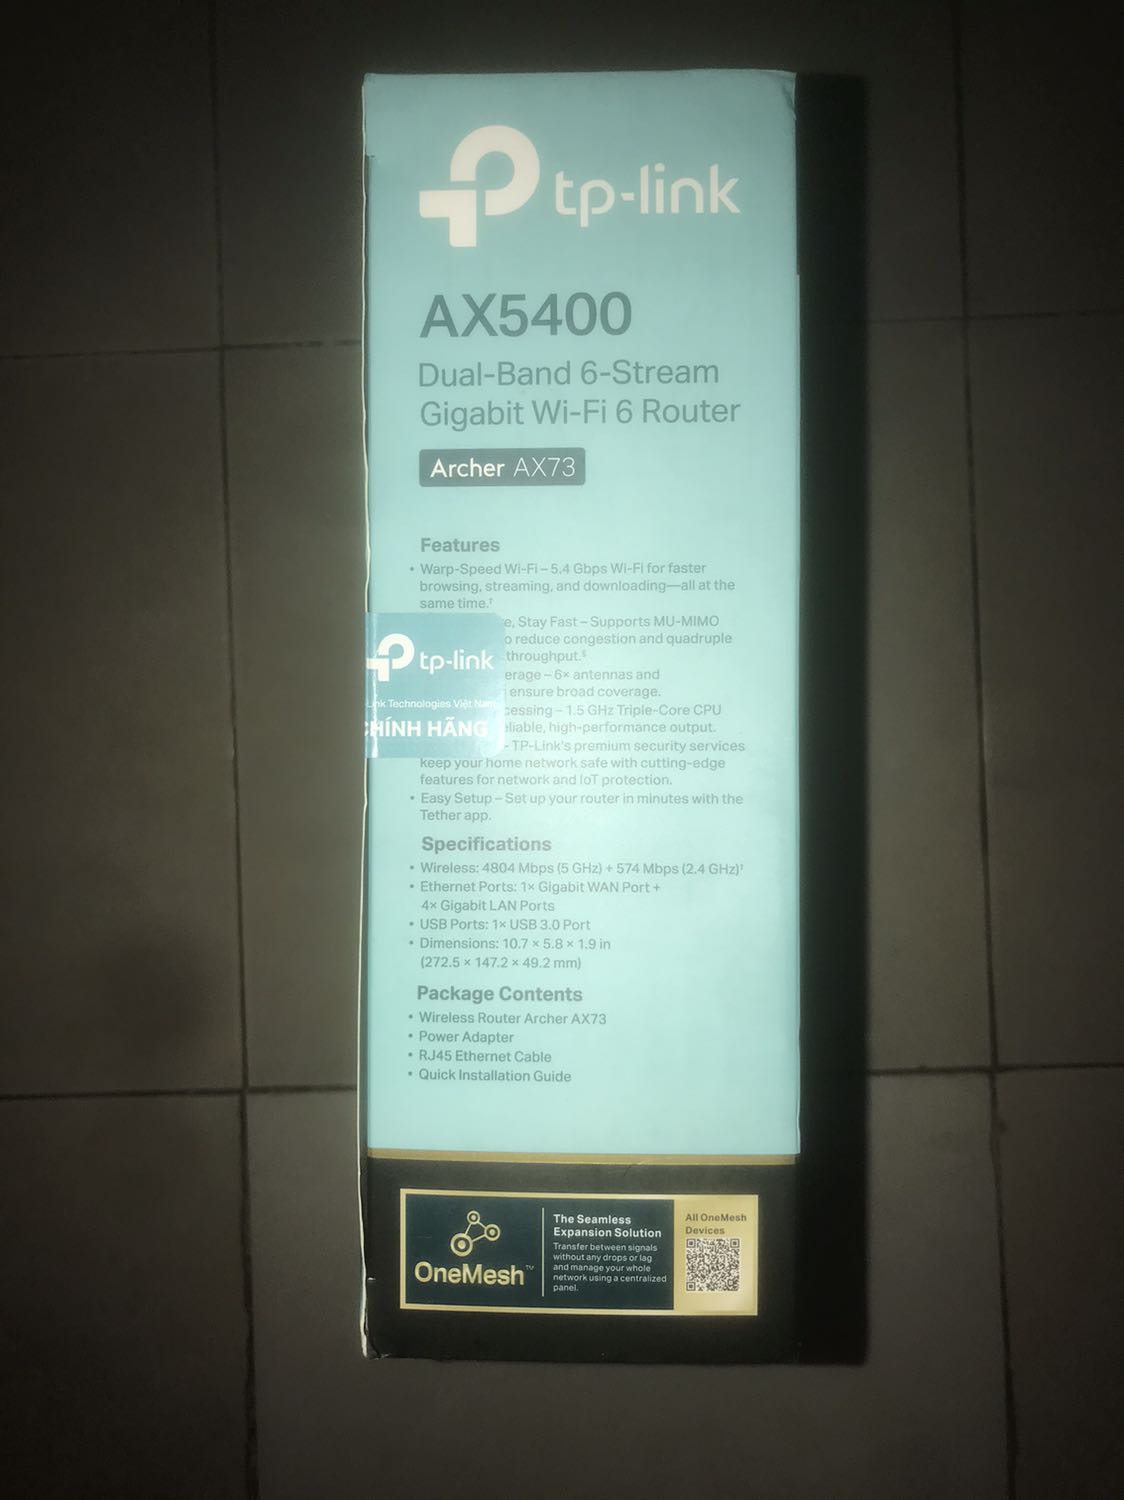 tp-link
AX5400
Dual-Band 6-Stream
Gigabit Wi-Fi 6 Router
Archer AX73
Features
• Warp-Speed Wi-Fi – 5.4 Gbps Wi-Fi for faster
browsing, streaming, and downloading—all at the
same time.†
Stay Fast – Supports MU-MIMO
reduce congestion and quadruple
throughput.§
– 6× antennas and
ensure broad coverage.
– 1.5 GHz Triple-Core CPU
high-performance output.
- TP-Link's premium security services
keep your home network safe with cutting-edge
features for network and IoT protection.
• Easy Setup – Set up your router in minutes with the
Tether app.
tp-link
Link Technologies Việt Nam
CHÍNH HÃNG
Specifications
• Wireless: 4804 Mbps (5 GHz) + 574 Mbps (2.4 GHz)†
• Ethernet Ports: 1× Gigabit WAN Port +
4× Gigabit LAN Ports
• USB Ports: 1× USB 3.0 Port
• Dimensions: 10.7 × 5.8 × 1.9 in
(272.5 × 147.2 × 49.2 mm)
Package Contents
• Wireless Router Archer AX73
• Power Adapter
• RJ45 Ethernet Cable
• Quick Installation Guide
OneMesh™
The Seamless
Expansion Solution
Transfer between signals
without any drops or lag
and manage your whole
network using a centralized
panel.
All OneMesh
Devices